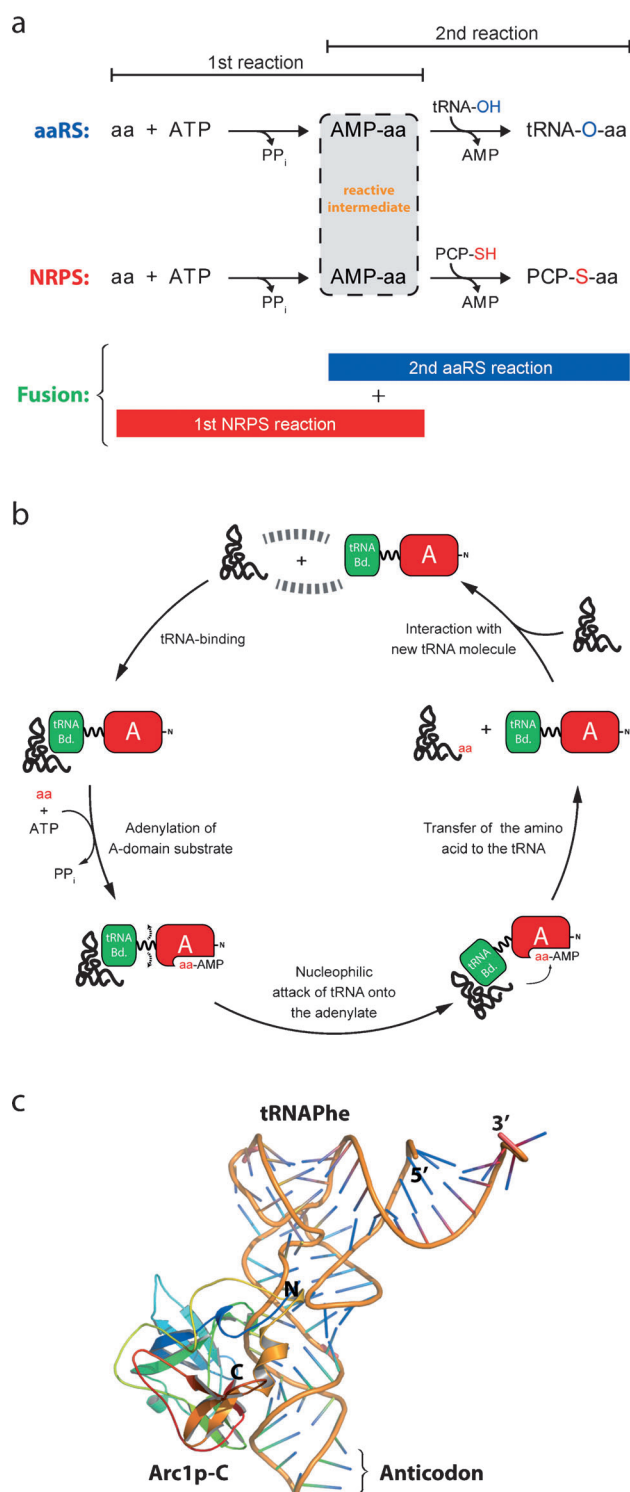 a
2nd reaction
1st reaction
aaRS: aa + ATP PPi AMP-aa tRNA-OH AMP tRNA-O-aa
reactive
intermediate
NRPS: aa + ATP PPi AMP-aa PCP-SH AMP PCP-S-aa
Fusion:
2nd aaRS reaction
+
1st NRPS reaction
b
+ tRNA Bd. A -N
tRNA-binding
Interaction with
new tRNA molecule
tRNA Bd. A -N
aa + tRNA Bd. A -N
aa
+
ATP
PPi
Adenylation of
A-domain substrate
Transfer of the amino
acid to the tRNA
tRNA Bd. A -N
aa-AMP
tRNA Bd. A -N
aa-AMP
Nucleophilic
attack of tRNA onto
the adenylate
c
tRNAPhe
3′
5′
N
C
Arc1p-C
Anticodon